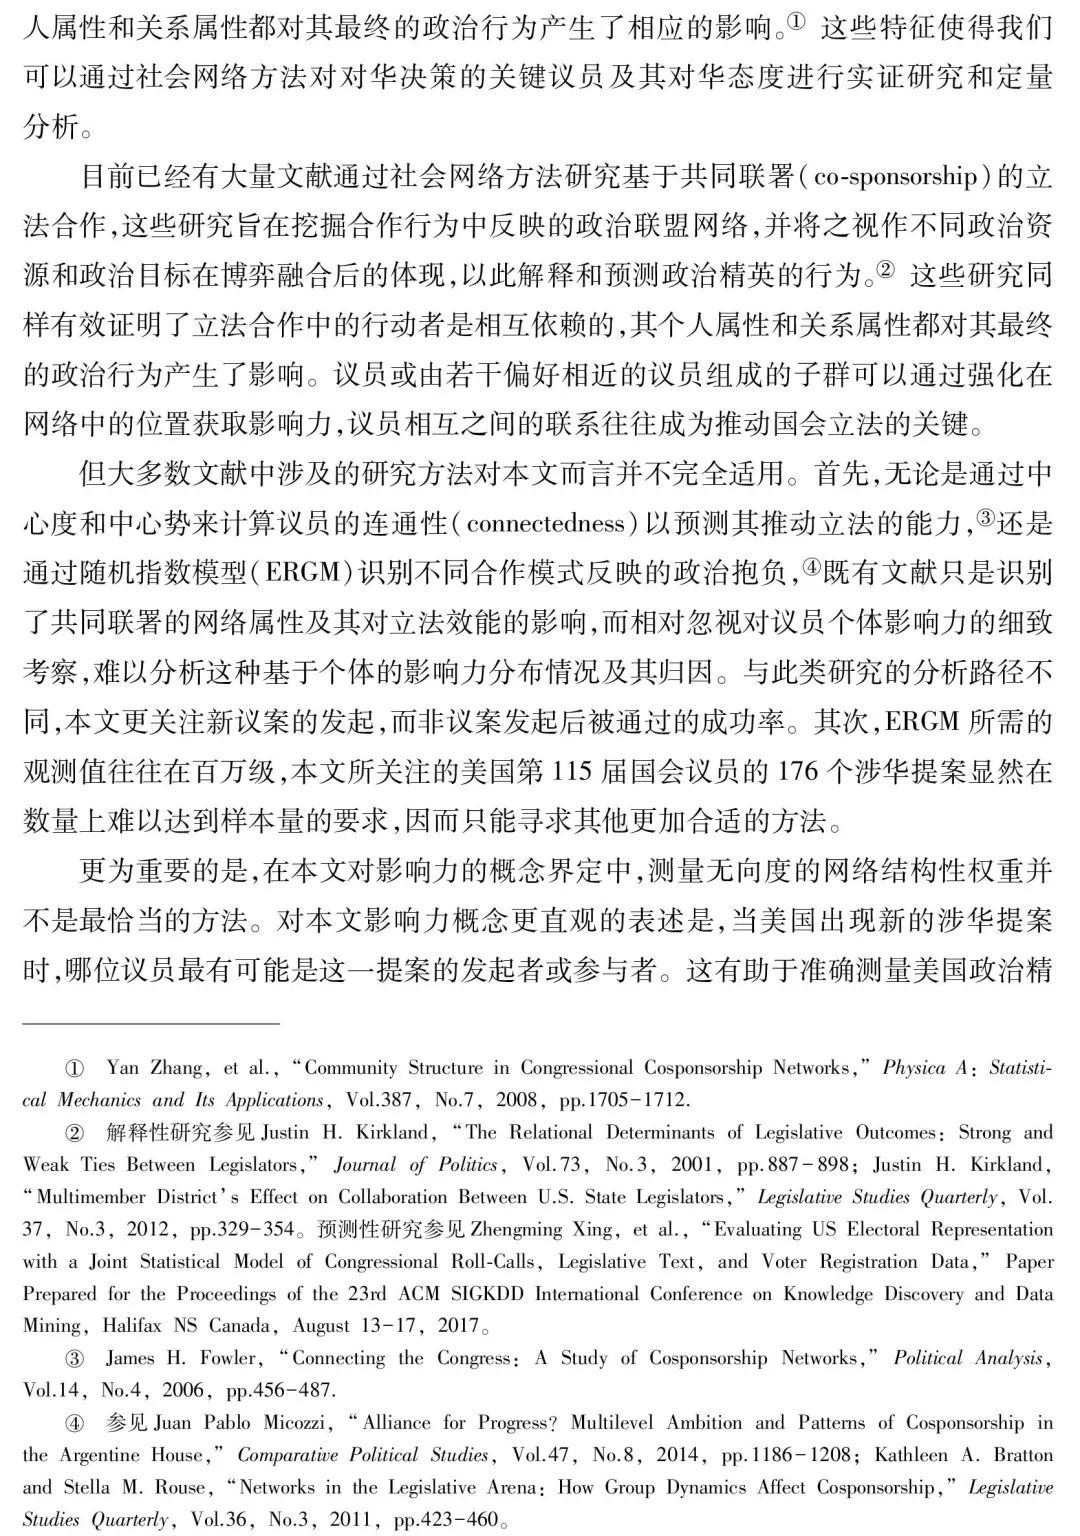 人属性和关系属性都对其最终的政治行为产生了相应的影响。① 这些特征使得我们
可以通过社会网络方法对对华决策的关键议员及其对华态度进行实证研究和定量
分析。
目前已经有大量文献通过社会网络方法研究基于共同联署(co-sponsorship)的立
法合作,这些研究旨在挖掘合作行为中反映的政治联盟网络,并将之视作不同政治资
源和政治目标在博弈融合后的体现,以此解释和预测政治精英的行为。② 这些研究同
样有效证明了立法合作中的行动者是相互依赖的,其个人属性和关系属性都对其最终
的政治行为产生了影响。议员或由若干偏好相近的议员组成的子群可以通过强化在
网络中的位置获取影响力,议员相互之间的联系往往成为推动国会立法的关键。
但大多数文献中涉及的研究方法对本文而言并不完全适用。首先,无论是通过中
心度和中心势来计算议员的连通性(connectedness)以预测其推动立法的能力,③还是
通过随机指数模型(ERGM)识别不同合作模式反映的政治抱负,④既有文献只是识别
了共同联署的网络属性及其对立法效能的影响,而相对忽视对议员个体影响力的细致
考察,难以分析这种基于个体的影响力分布情况及其归因。与此类研究的分析路径不
同,本文更关注新议案的发起,而非议案发起后被通过的成功率。其次,ERGM 所需的
观测值往往在百万级,本文所关注的美国第 115 届国会议员的 176 个涉华提案显然在
数量上难以达到样本量的要求,因而只能寻求其他更加合适的方法。
更为重要的是,在本文对影响力的概念界定中,测量无向度的网络结构性权重并
不是最恰当的方法。对本文影响力概念更直观的表述是,当美国出现新的涉华提案
时,哪位议员最有可能是这一提案的发起者或参与者。这有助于准确测量美国政治精
① Yan Zhang, et al., “Community Structure in Congressional Cosponsorship Networks,” Physica A: Statisti-
cal Mechanics and Its Applications, Vol.387, No.7, 2008, pp.1705-1712.
② 解释性研究参见 Justin H. Kirkland, “The Relational Determinants of Legislative Outcomes: Strong and
Weak Ties Between Legislators,” Journal of Politics, Vol.73, No.3, 2001, pp.887-898; Justin H. Kirkland,
“Multimember District’s Effect on Collaboration Between U.S. State Legislators,” Legislative Studies Quarterly, Vol.
37, No.3, 2012, pp.329-354。预测性研究参见 Zhengming Xing, et al., “Evaluating US Electoral Representation
with a Joint Statistical Model of Congressional Roll-Calls, Legislative Text, and Voter Registration Data,” Paper
Prepared for the Proceedings of the 23rd ACM SIGKDD International Conference on Knowledge Discovery and Data
Mining, Halifax NS Canada, August 13-17, 2017。
③ James H. Fowler, “Connecting the Congress: A Study of Cosponsorship Networks,” Political Analysis,
Vol.14, No.4, 2006, pp.456-487.
④ 参见 Juan Pablo Micozzi, “Alliance for Progress? Multilevel Ambition and Patterns of Cosponsorship in
the Argentine House,” Comparative Political Studies, Vol.47, No.8, 2014, pp.1186-1208; Kathleen A. Bratton
and Stella M. Rouse, “Networks in the Legislative Arena: How Group Dynamics Affect Cosponsorship,” Legislative
Studies Quarterly, Vol.36, No.3, 2011, pp.423-460。